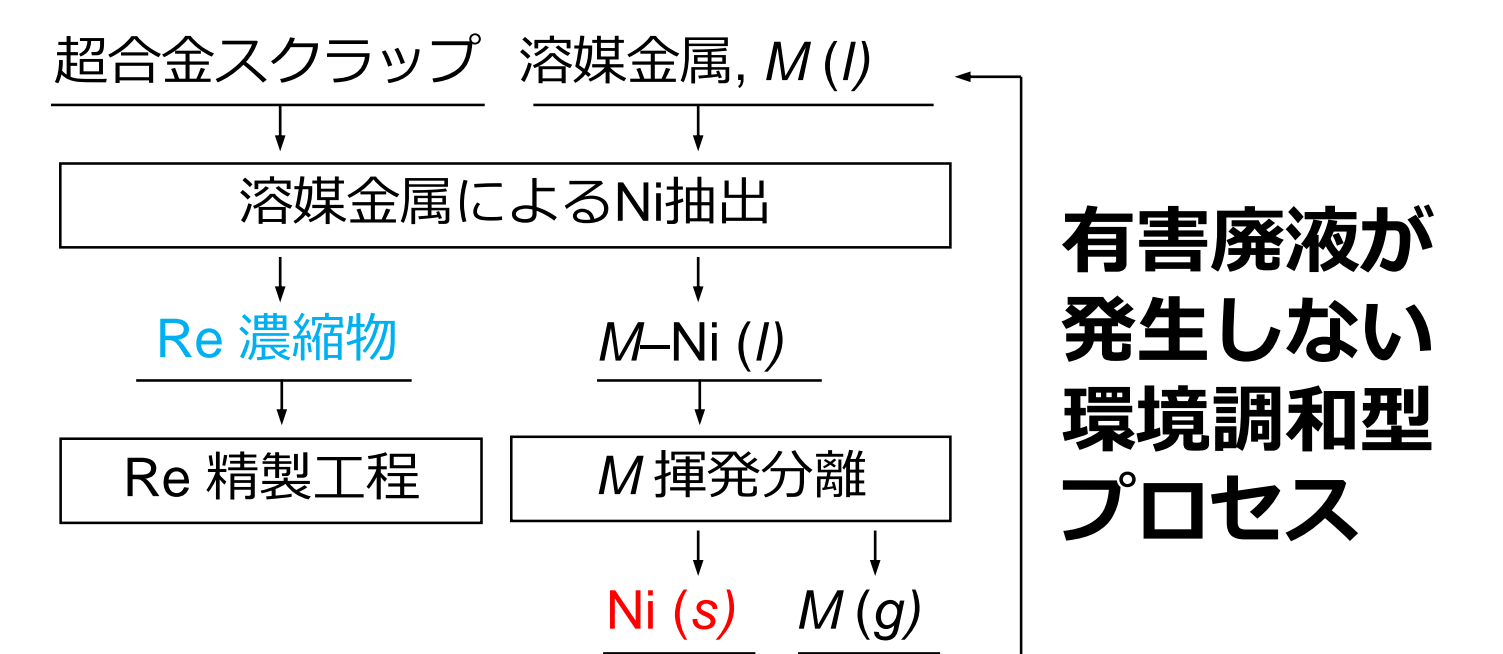 超合金スクラップ
溶媒金属, M (l)
溶媒金属によるNi抽出
Re 濃縮物
M–Ni (l)
Re 精製工程
M 揮発分離
Ni (s)
M (g)
有害廃液が
発生しない
環境調和型
プロセス